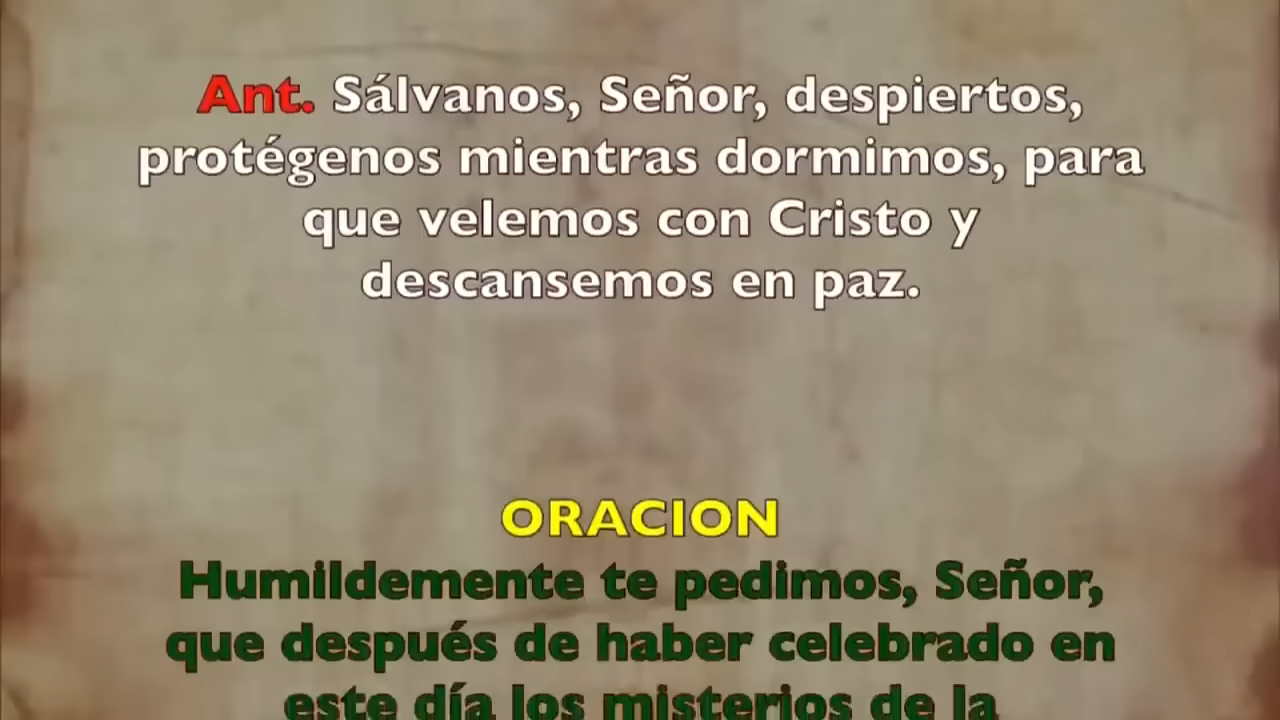 Ant. Sálvanos, Señor, despiertos,
protégenos mientras dormimos, para
que velemos con Cristo y
descansemos en paz.
ORACION
Humildemente te pedimos, Señor,
que después de haber celebrado en
este día los misterios de la